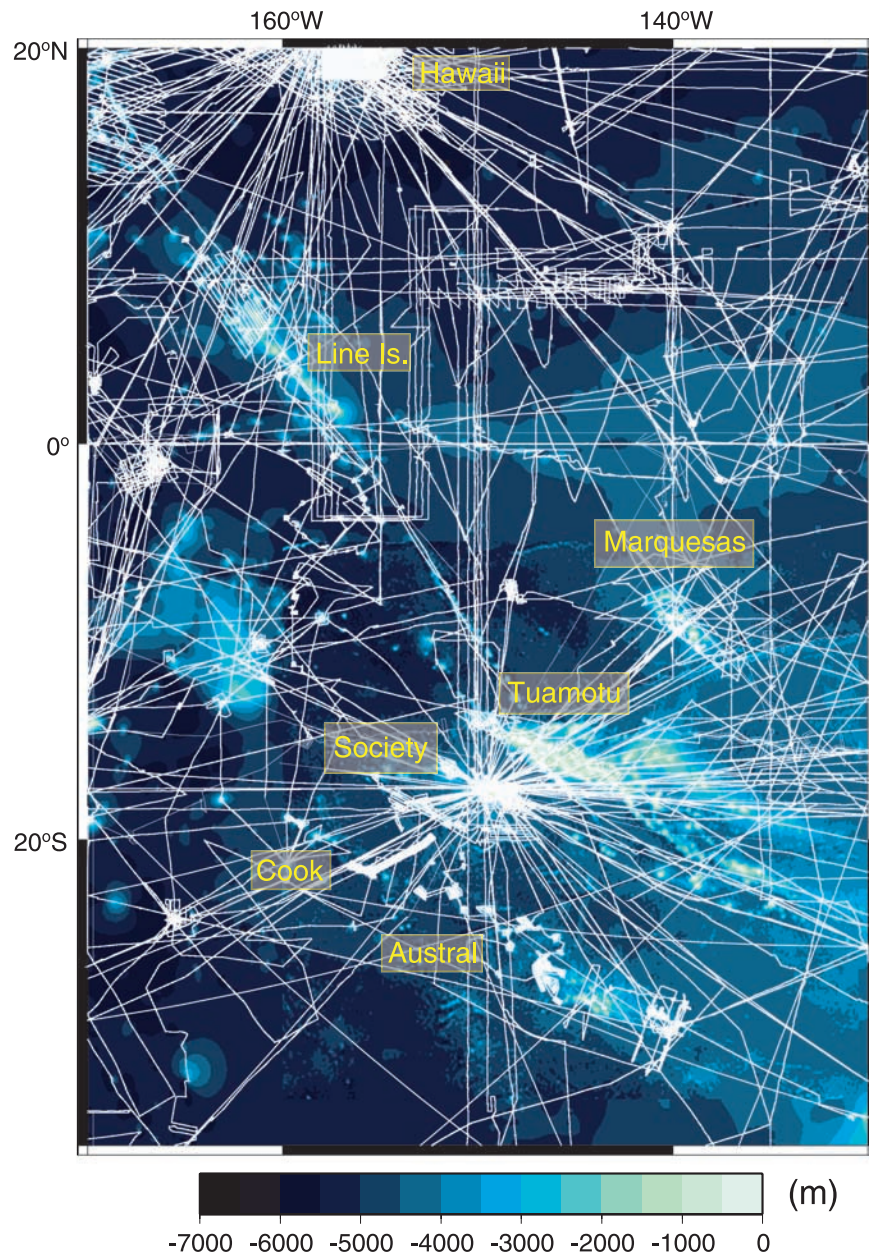 160°W 140°W
20°N
Hawaii
Line Is.
0°
Marquesas
Tuamotu
Society
20°S
Cook
Austral
(m)
-7000 -6000 -5000 -4000 -3000 -2000 -1000 0